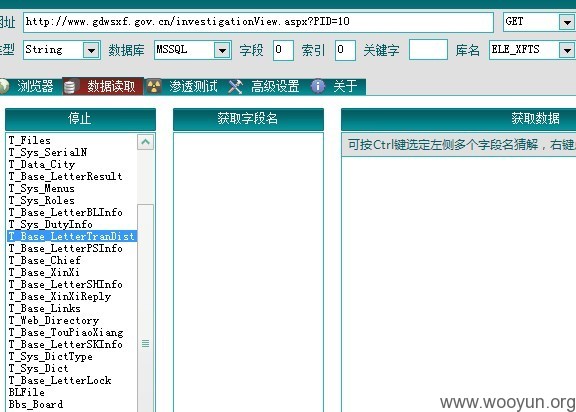 网址 http://www.gdwsxf.gov.cn/investigationView.aspx?PID=10 GET
类型 String 数据库 MSSQL 字段 0 索引 0 关键字 库名 ELE_XFTS
浏览器 数据读取 渗透测试 高级设置 关于
停止 获取字段名 获取数据
可按Ctrl键选定左侧多个字段名猜解，右键
T_Files
T_Sys_SerialN
T_Data_City
T_Base_LetterResult
T_Sys_Menus
T_Sys_Roles
T_Base_LetterBLInfo
T_Sys_DutyInfo
T_Base_LetterTranDist
T_Base_LetterPSInfo
T_Base_Chief
T_Base_XinXi
T_Base_LetterSHInfo
T_Base_XinXiReply
T_Base_Links
T_Web_Directory
T_Base_TouPiaoXiang
T_Base_LetterSKInfo
T_Sys_DictType
T_Sys_Dict
T_Base_LetterLock
BLFile
Bbs_Board
www.wooyun.org